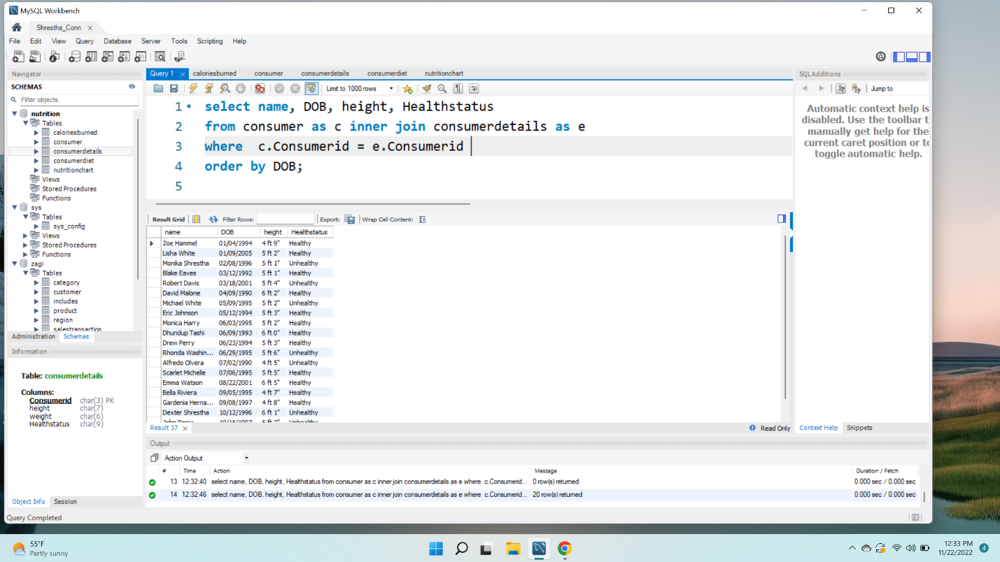 MySQL Workbench
Shrestha_Conn
File Edit View Query Database Server Tools Scripting Help
Navigator
SCHEMAS
Filter objects
nutrition
Tables
caloriesburned
consumer
consumerdetails
consumerdiet
nutritionchart
Views
Stored Procedures
Functions
sys
Tables
sys_config
Views
Stored Procedures
Functions
zagi
Tables
category
customer
includes
product
region
salestransaction
Administration Schemas
Information
Table: consumerdetails
Columns:
Consumerid char(3) PK
height char(7)
weight char(6)
Healthstatus char(9)
Object Info Session
Query Completed
Query 1 caloriesburned consumer consumerdetails consumerdiet nutritionchart
Limit to 1000 rows
1 select name, DOB, height, Healthstatus
2 from consumer as c inner join consumerdetails as e
3 where c.Consumerid = e.Consumerid
4 order by DOB;
5
Result Grid Filter Rows: Export: Wrap Cell Content:
name DOB height Healthstatus
Zoe Hammel 01/04/1994 4 ft 9" Healthy
Lisha White 01/09/2005 5 ft 2" Healthy
Monika Shrestha 02/08/1996 5 ft 1" Unhealthy
Blake Eaves 03/12/1992 5 ft 1" Healthy
Robert Davis 03/18/2001 5 ft 4" Unhealthy
David Malone 04/09/1990 6 ft 2" Healthy
Michael White 05/09/1995 5 ft 2" Unhealthy
Eric Johnson 05/12/1994 5 ft 3" Healthy
Monica Harry 06/03/1995 5 ft 2" Healthy
Dhundup Tashi 06/09/1993 6 ft 0" Healthy
Drew Perry 06/23/1994 5 ft 3" Healthy
Rhonda Washin... 06/29/1995 5 ft 6" Unhealthy
Alfredo Olvera 07/02/1990 4 ft 5" Unhealthy
Scarlet Michelle 07/06/1995 5 ft 5" Healthy
Emma Watson 08/22/2001 6 ft 5" Healthy
Bella Riviera 09/05/1995 4 ft 7" Healthy
Gardenia Herna... 09/08/1997 4 ft 8" Healthy
Dexter Shrestha 10/12/1996 6 ft 1" Unhealthy
Result 37
Read Only
Output
Action Output
# Time Action Message Duration / Fetch
13 12:32:40 select name, DOB, height, Healthstatus from consumer as c inner join consumerdetails as e where c.Consumerid... 0 row(s) returned 0.000 sec / 0.000 sec
14 12:32:46 select name, DOB, height, Healthstatus from consumer as c inner join consumerdetails as e where c.Consumerid... 20 row(s) returned 0.000 sec / 0.000 sec
SQLAdditions
Jump to
Automatic context help is
disabled. Use the toolbar t
manually get help for the
current caret position or to
toggle automatic help.
Context Help Snippets
55°F
Partly sunny
12:33 PM
11/22/2022
4